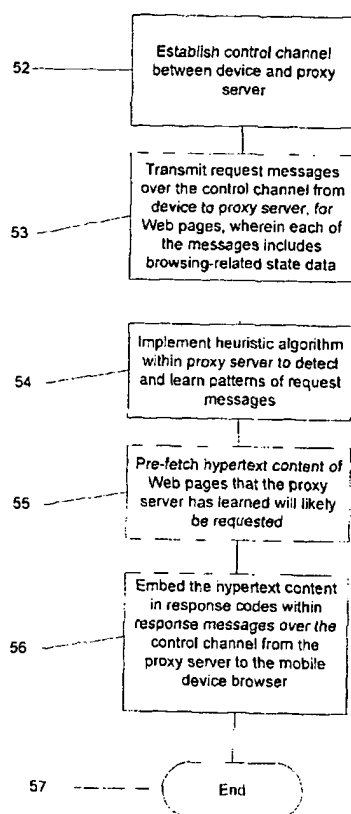 52
Establish control channel
between device and proxy
server
53
Transmit request messages
over the control channel from
device to proxy server, for
Web pages, wherein each of
the messages includes
browsing-related state data
54
Implement heuristic algorithm
within proxy server to detect
and learn patterns of request
messages
55
Pre-fetch hypertext content of
Web pages that the proxy
server has learned will likely
be requested
56
Embed the hypertext content
in response codes within
response messages over the
control channel from the
proxy server to the mobile
device browser
57
End